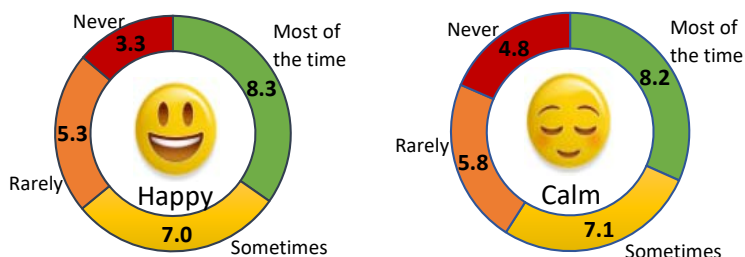 Never
3.3
Most of
the time
8.3
5.3
Rarely
Happy
7.0
Sometimes
Never
4.8
Most of
the time
8.2
Rarely
5.8
Calm
7.1
Sometimes